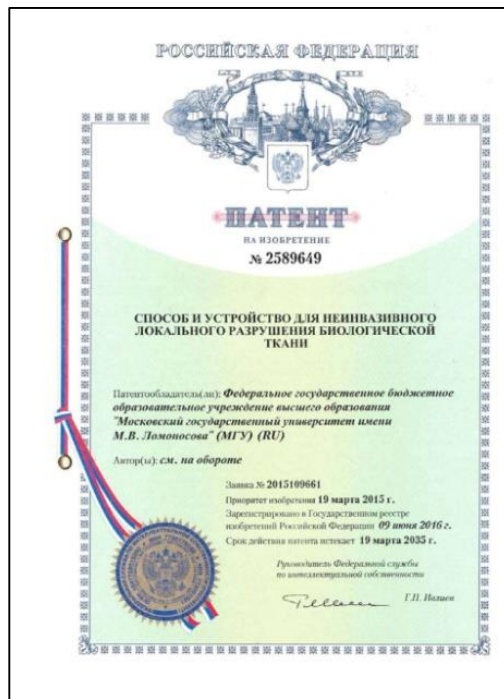 РОССИЙСКАЯ ФЕДЕРАЦИЯ
ПАТЕНТ
НА ИЗОБРЕТЕНИЕ
№ 2589649
СПОСОБ И УСТРОЙСТВО ДЛЯ НЕИНВАЗИВНОГО
ЛОКАЛЬНОГО РАЗРУШЕНИЯ БИОЛОГИЧЕСКОЙ
ТКАНИ
Патентообладатель(ли): Федеральное государственное бюджетное
образовательное учреждение высшего образования
"Московский государственный университет имени
М.В. Ломоносова" (МГУ) (RU)
Автор(ы): см. на обороте
Заявка № 2015109661
Приоритет изобретения 19 марта 2015 г.
Зарегистрировано в Государственном реестре
изобретений Российской Федерации 09 июня 2016 г.
Срок действия патента истекает 19 марта 2035 г.
Руководитель Федеральной службы
по интеллектуальной собственности
Г.П. Ивлиев